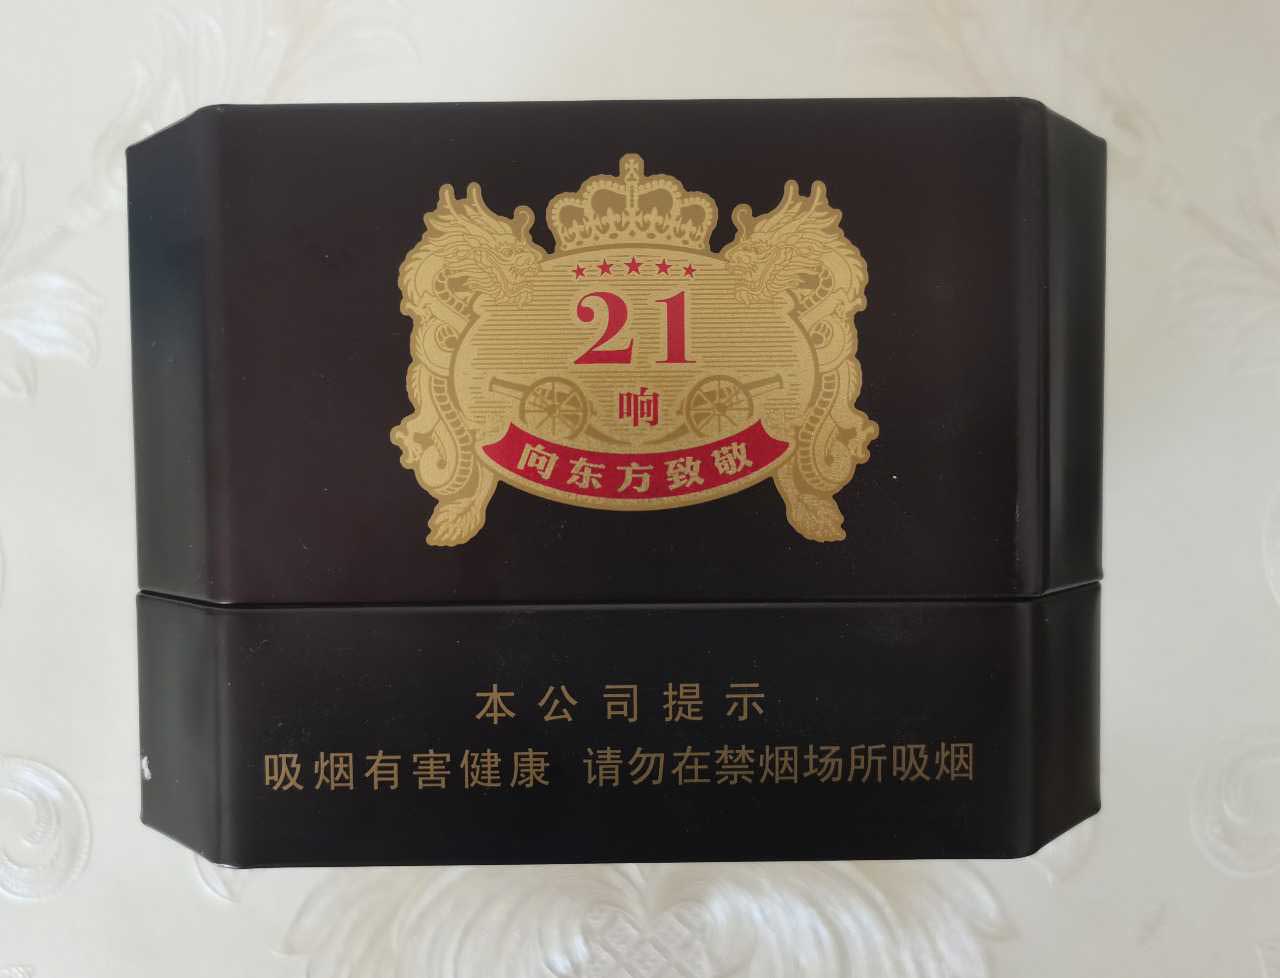 21
响
向东方致敬
本公司提示
吸烟有害健康 请勿在禁烟场所吸烟